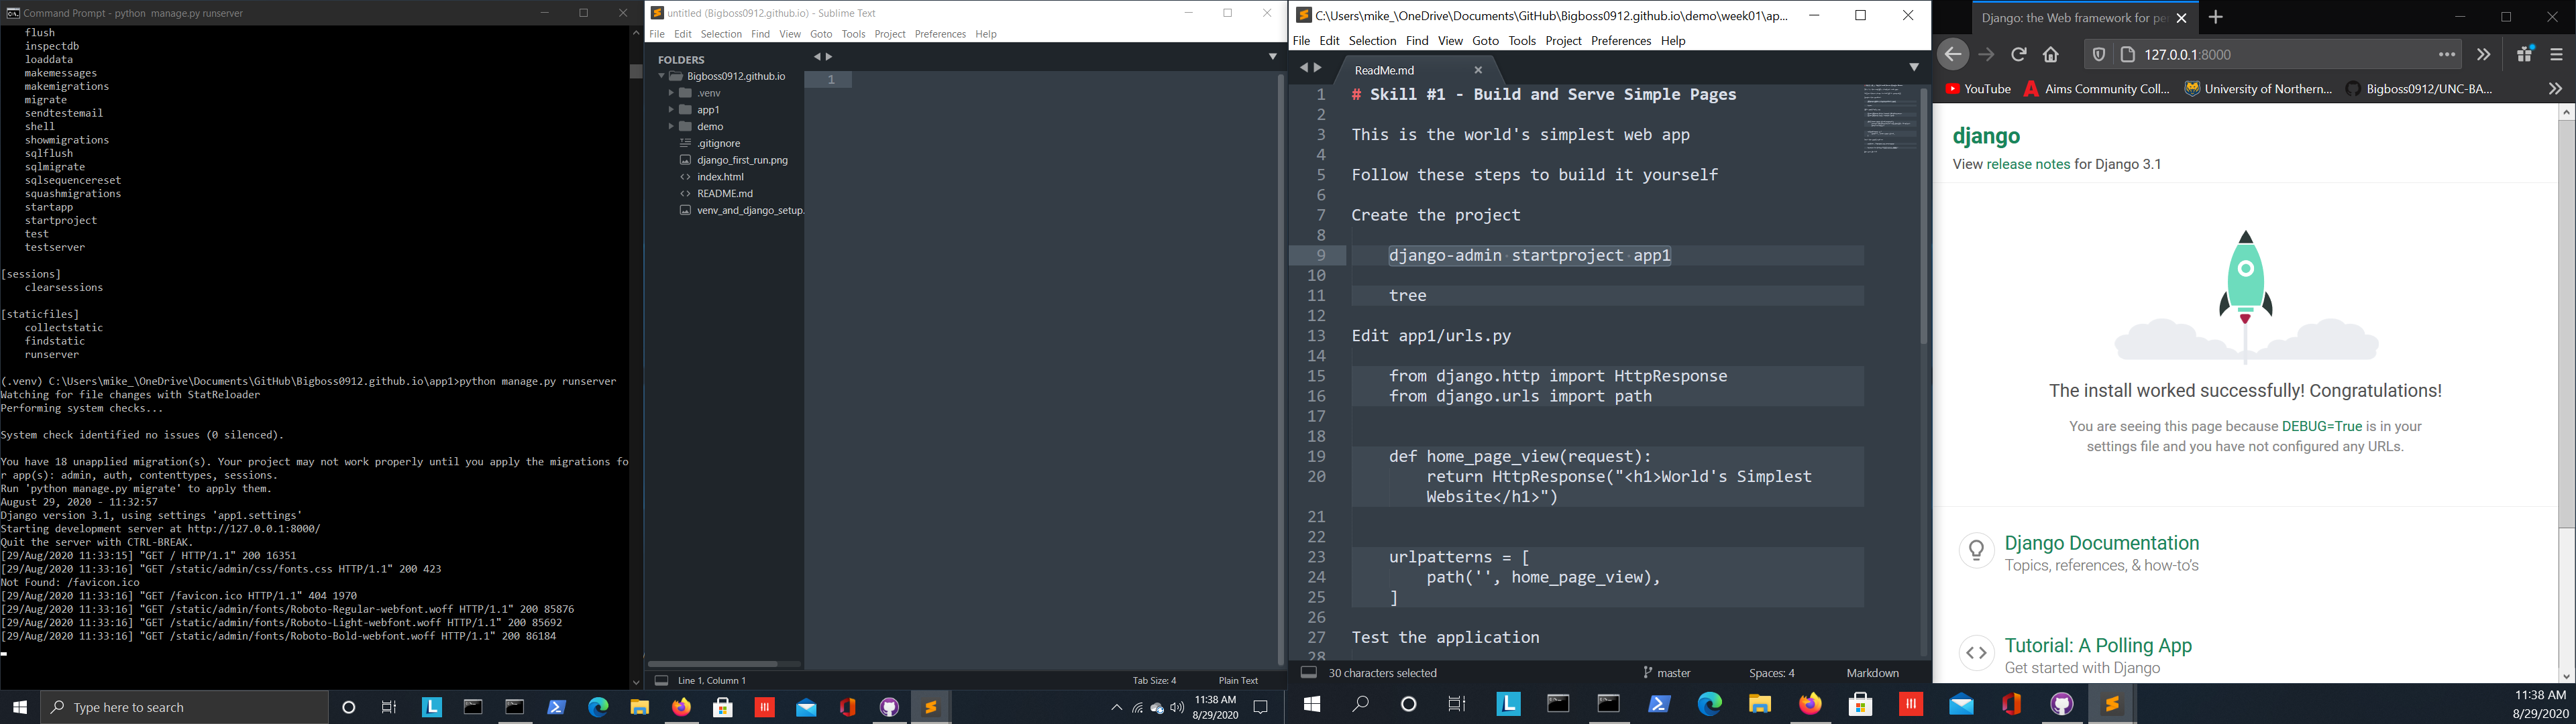 Command Prompt - python  manage.py runserver
flush
inspectdb
loaddata
makemessages
makemigrations
migrate
sendtestemail
shell
showmigrations
sqlflush
sqlmigrate
sqlsequencereset
squashmigrations
startapp
startproject
test
testserver
[sessions]
clearsessions
[staticfiles]
collectstatic
findstatic
runserver
(.venv) C:\Users\mike_\OneDrive\Documents\GitHub\Bigboss0912.github.io\app1>python manage.py runserver
Watching for file changes with StatReloader
Performing system checks...
System check identified no issues (0 silenced).
You have 18 unapplied migration(s). Your project may not work properly until you apply the migrations fo
r app(s): admin, auth, contenttypes, sessions.
Run 'python manage.py migrate' to apply them.
August 29, 2020 - 11:32:57
Django version 3.1, using settings 'app1.settings'
Starting development server at http://127.0.0.1:8000/
Quit the server with CTRL-BREAK.
[29/Aug/2020 11:33:15] "GET / HTTP/1.1" 200 16351
[29/Aug/2020 11:33:16] "GET /static/admin/css/fonts.css HTTP/1.1" 200 423
Not Found: /favicon.ico
[29/Aug/2020 11:33:16] "GET /favicon.ico HTTP/1.1" 404 1970
[29/Aug/2020 11:33:16] "GET /static/admin/fonts/Roboto-Regular-webfont.woff HTTP/1.1" 200 85876
[29/Aug/2020 11:33:16] "GET /static/admin/fonts/Roboto-Light-webfont.woff HTTP/1.1" 200 85692
[29/Aug/2020 11:33:16] "GET /static/admin/fonts/Roboto-Bold-webfont.woff HTTP/1.1" 200 86184
untitled (Bigboss0912.github.io) - Sublime Text
File Edit Selection Find View Goto Tools Project Preferences Help
FOLDERS
Bigboss0912.github.io
.venv
app1
demo
.gitignore
django_first_run.png
index.html
README.md
venv_and_django_setup.
1
Line 1, Column 1
Tab Size: 4
Plain Text
C:\Users\mike_\OneDrive\Documents\GitHub\Bigboss0912.github.io\demo\week01\ap...
File Edit Selection Find View Goto Tools Project Preferences Help
ReadMe.md
1 # Skill #1 - Build and Serve Simple Pages
2
3 This is the world's simplest web app
4
5 Follow these steps to build it yourself
6
7 Create the project
8
9 django-admin startproject app1
10
11 tree
12
13 Edit app1/urls.py
14
15 from django.http import HttpResponse
16 from django.urls import path
17
18
19 def home_page_view(request):
20 return HttpResponse("<h1>World's Simplest
Website</h1>")
21
22
23 urlpatterns = [
24 path('', home_page_view),
25 ]
26
27 Test the application
28
30 characters selected
master
Spaces: 4
Markdown
Django: the Web framework for pe
127.0.0.1:8000
YouTube
Aims Community Coll...
University of Northern...
Bigboss0912/UNC-BA...
django
View release notes for Django 3.1
The install worked successfully! Congratulations!
You are seeing this page because DEBUG=True is in your
settings file and you have not configured any URLs.
Django Documentation
Topics, references, & how-to's
Tutorial: A Polling App
Get started with Django
Type here to search
11:38 AM
8/29/2020
11:38 AM
8/29/2020